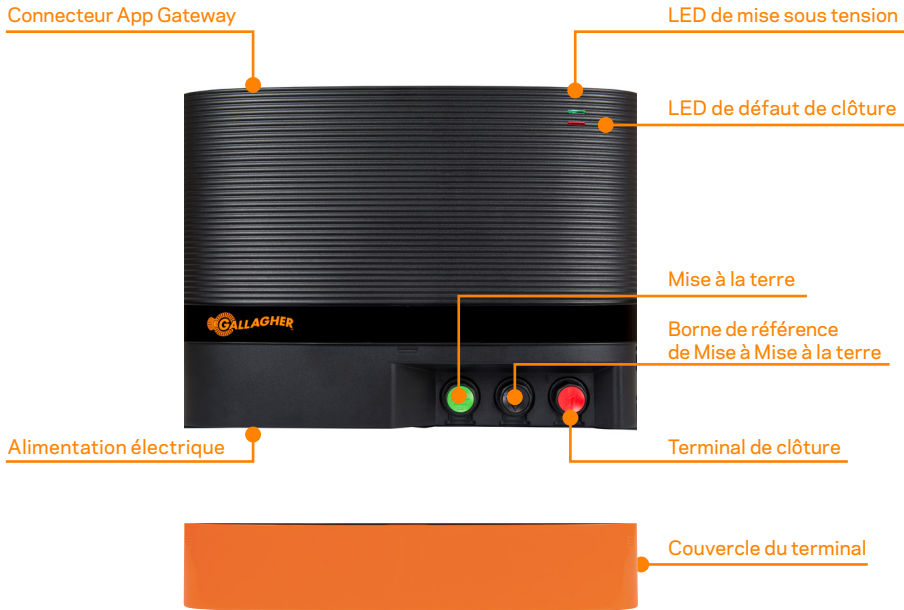 Connecteur App Gateway
LED de mise sous tension
LED de défaut de clôture
Mise à la terre
GALLAGHER
Borne de référence
de Mise à Mise à la terre
Alimentation électrique
Terminal de clôture
Couvercle du terminal